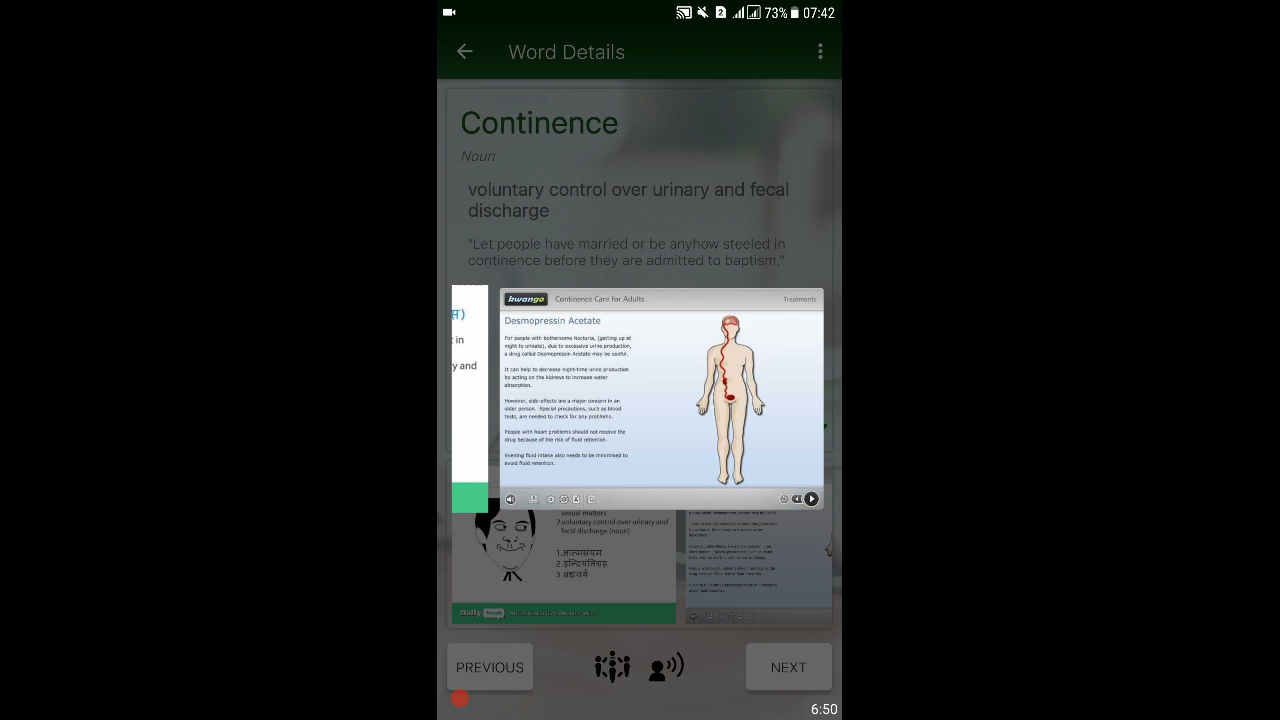 73% 07:42
Word Details
Continence
Noun
voluntary control over urinary and fecal
discharge
"Let people have married or be anyhow steeled in
continence before they are admitted to baptism."
in
y and
kwango Continence Care for Adults Treatments
Desmopressin Acetate
For people with bothersome Nocturia, (getting up at
night to urinate), due to excessive urine production,
a drug called Desmopressin Acetate may be useful.
It can help to decrease night-time urine production
by acting on the kidneys to increase water
absorption.
However, side-effects are a major concern in an
older person. Special precautions, such as blood
tests, are needed to check for any problems.
People with heart problems should not receive the
drug because of the risk of fluid retention.
Evening fluid intake also needs to be minimised to
avoid fluid retention.
sexual matters
2.voluntary control over urinary and
fecal discharge (noun)
1.आत्मसंयम
2.इन्द्रियनिग्रह
3.ब्रह्मचर्य
Daily Vocab
PREVIOUS
NEXT
6:50